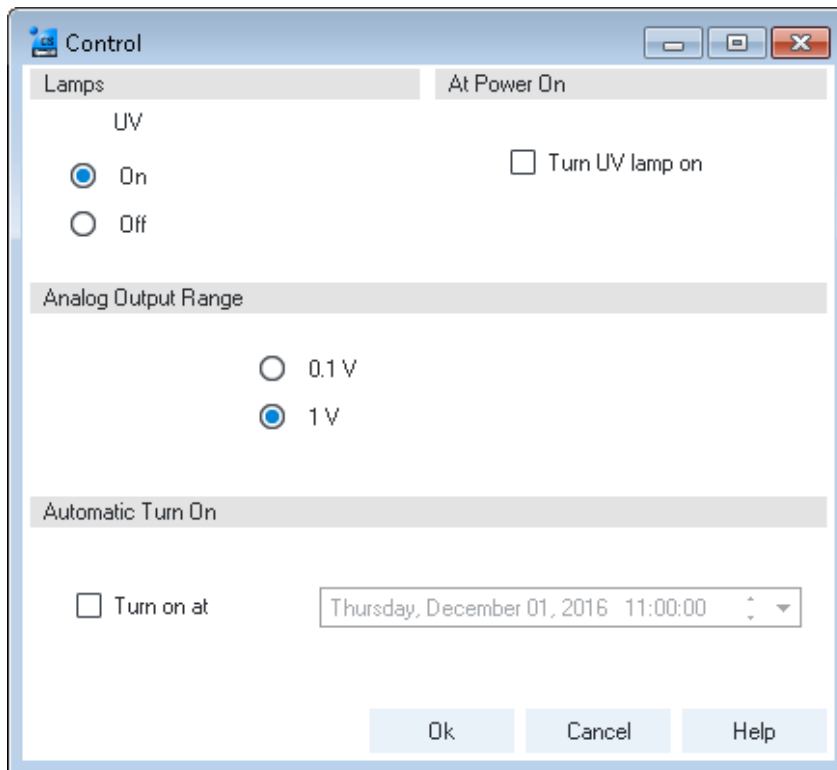 Control
Lamps
At Power On
UV
On
Off
Turn UV lamp on
Analog Output Range
0.1 V
1 V
Automatic Turn On
Turn on at
Thursday, December 01, 2016 11:00:00
Ok
Cancel
Help